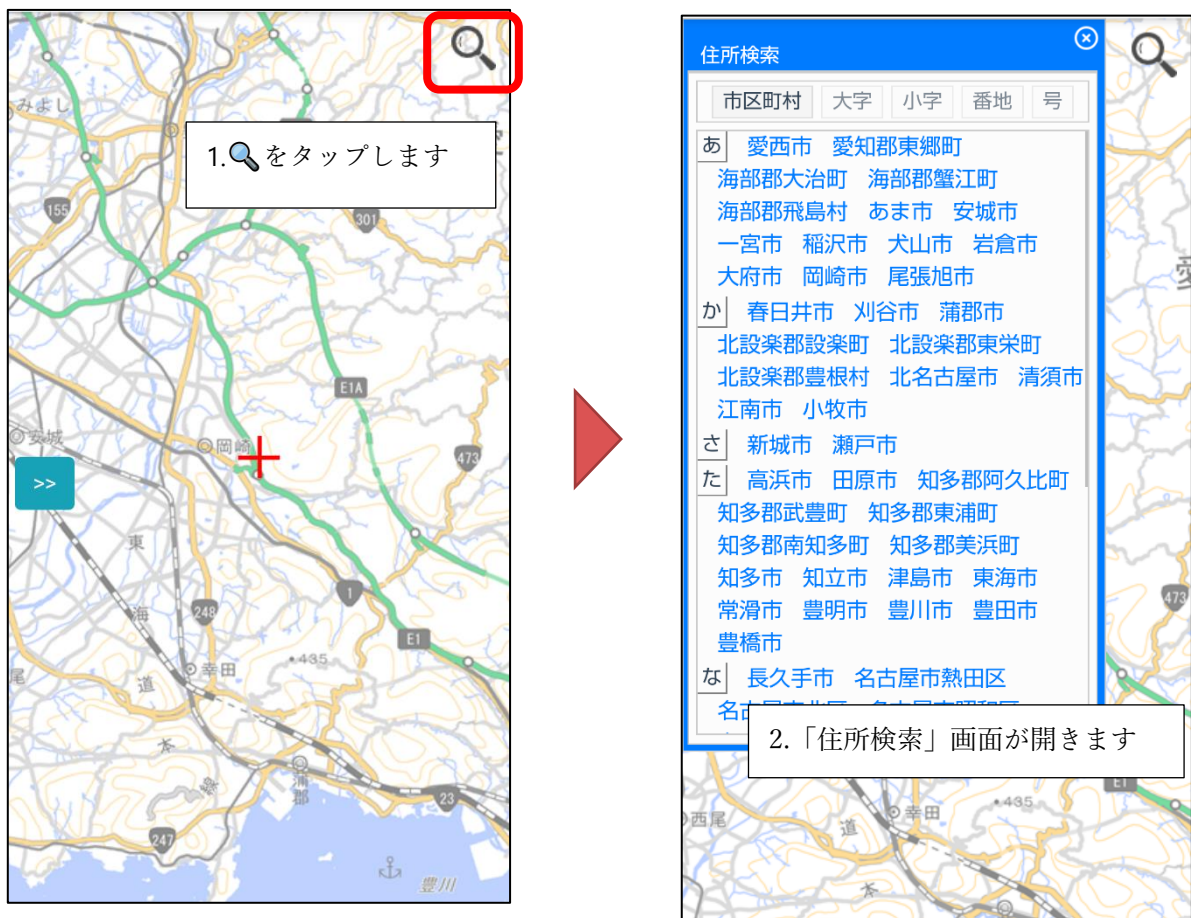 みよし
1.🔍をタップします
155
301
E1A
安城
岡崎
473
>>
東
1
海
248
E1
幸田
・435
尾
道
本
線
蒲郡
23
247
豊川
住所検索
市区町村 大字 小字 番地 号
あ 愛西市 愛知郡東郷町
海部郡大治町 海部郡蟹江町
海部郡飛島村 あま市 安城市
一宮市 稲沢市 犬山市 岩倉市
大府市 岡崎市 尾張旭市
か 春日井市 刈谷市 蒲郡市
北設楽郡設楽町 北設楽郡東栄町
北設楽郡豊根村 北名古屋市 清須市
江南市 小牧市
さ 新城市 瀬戸市
た 高浜市 田原市 知多郡阿久比町
知多郡武豊町 知多郡東浦町
知多郡南知多町 知多郡美浜町
知多市 知立市 津島市 東海市
常滑市 豊明市 豊川市 豊田市
豊橋市
な 長久手市 名古屋市熱田区
2.「住所検索」画面が開きます
473
E1
西尾
幸田
・435
道
本